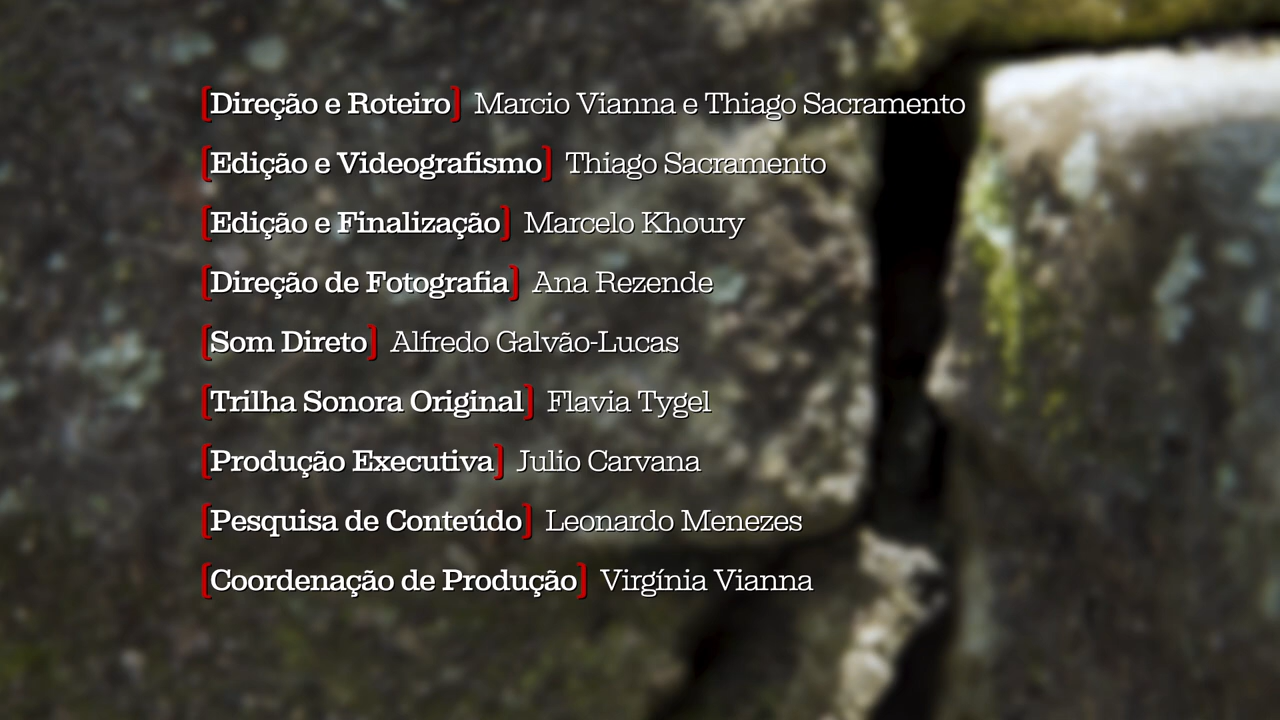 [Direção e Roteiro] Marcio Vianna e Thiago Sacramento
[Edição e Videografismo] Thiago Sacramento
[Edição e Finalização] Marcelo Khoury
[Direção de Fotografia] Ana Rezende
[Som Direto] Alfredo Galvão-Lucas
[Trilha Sonora Original] Flavia Tygel
[Produção Executiva] Julio Carvana
[Pesquisa de Conteúdo] Leonardo Menezes
[Coordenação de Produção] Virgínia Vianna